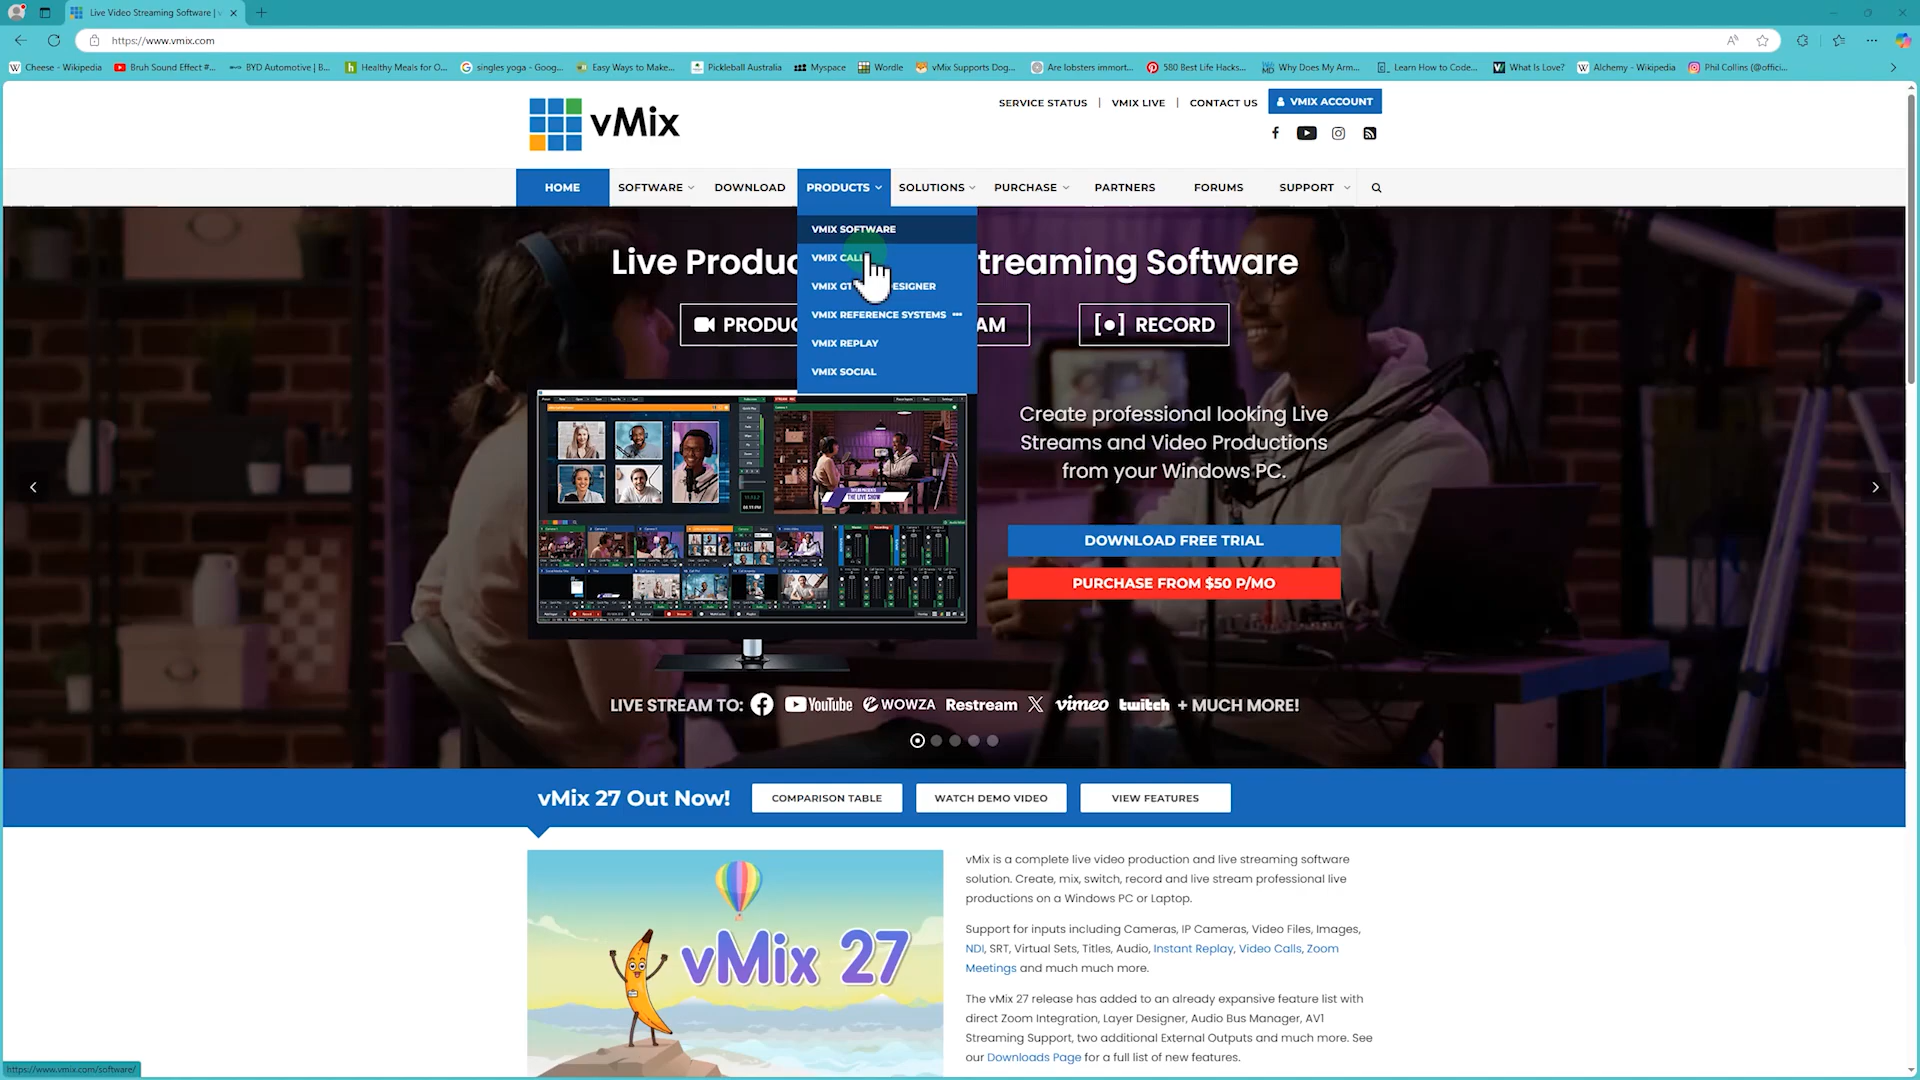 Live Video Streaming Software | v
https://www.vmix.com
Cheese - Wikipedia
Bruh Sound Effect #...
BYD Automotive | B...
Healthy Meals for O...
singles yoga - Goog...
Easy Ways to Make...
Pickleball Australia
Myspace
Wordle
vMix Supports Dog...
Are lobsters immort...
580 Best Life Hacks...
Why Does My Arm...
Learn How to Code...
What Is Love?
Alchemy - Wikipedia
Phil Collins (@offici...
vMix
SERVICE STATUS | VMIX LIVE | CONTACT US
VMIX ACCOUNT
HOME
SOFTWARE
DOWNLOAD
PRODUCTS
SOLUTIONS
PURCHASE
PARTNERS
FORUMS
SUPPORT
VMIX SOFTWARE
VMIX CALL
VMIX GT DESIGNER
VMIX REFERENCE SYSTEMS
VMIX REPLAY
VMIX SOCIAL
Live Produc treaming Software
PRODUC
AM
[●] RECORD
THE LIVE SHOW
Create professional looking Live
Streams and Video Productions
from your Windows PC.
DOWNLOAD FREE TRIAL
PURCHASE FROM $50 P/MO
LIVE STREAM TO: YouTube WOWZA Restream X vimeo twitch + MUCH MORE!
vMix 27 Out Now!
COMPARISON TABLE
WATCH DEMO VIDEO
VIEW FEATURES
vMix 27
vMix is a complete live video production and live streaming software
solution. Create, mix, switch, record and live stream professional live
productions on a Windows PC or Laptop.
Support for inputs including Cameras, IP Cameras, Video Files, Images,
NDI, SRT, Virtual Sets, Titles, Audio, Instant Replay, Video Calls, Zoom
Meetings and much much more.
The vMix 27 release has added to an already expansive feature list with
direct Zoom Integration, Layer Designer, Audio Bus Manager, AV1
Streaming Support, two additional External Outputs and much more. See
our Downloads Page for a full list of new features.
https://www.vmix.com/software/